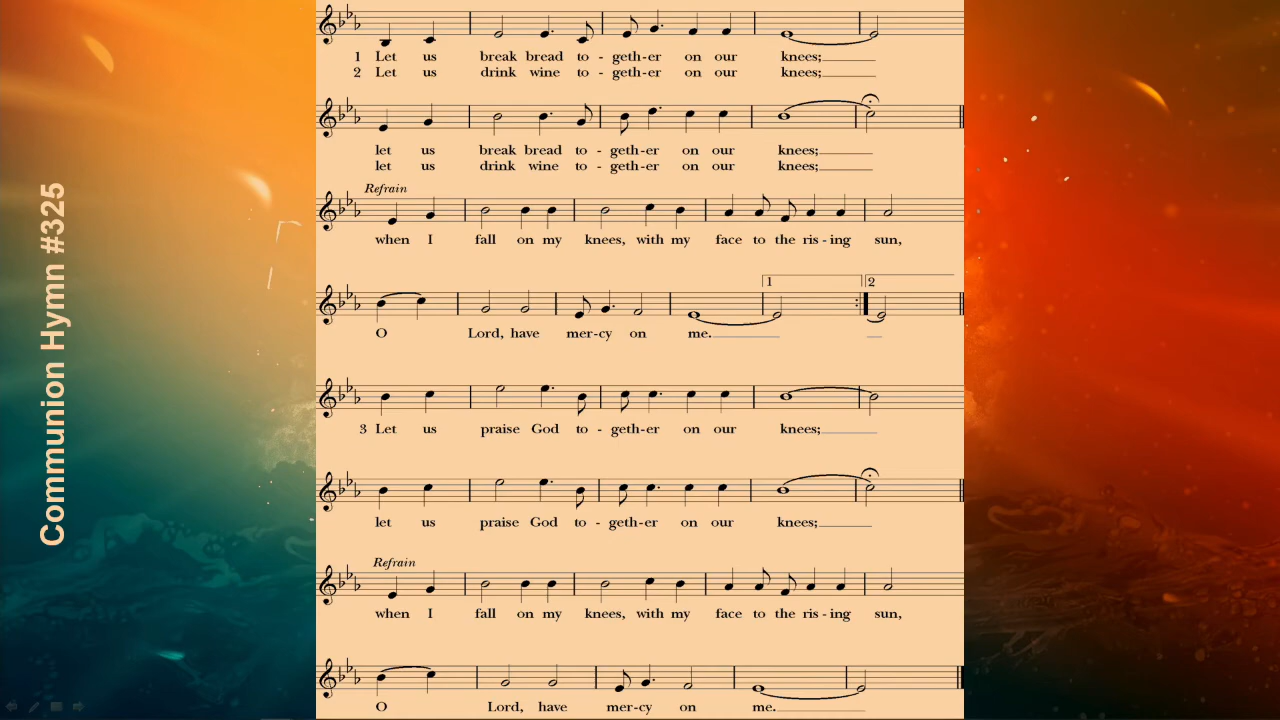 Communion Hymn #325
1 Let us break bread to - geth-er on our knees;
2 Let us drink wine to - geth-er on our knees;
let us break bread to - geth-er on our knees;
let us drink wine to - geth-er on our knees;
Refrain
when I fall on my knees, with my face to the ris - ing sun,
1 2
O Lord, have mer-cy on me.
3 Let us praise God to - geth-er on our knees;
let us praise God to - geth-er on our knees;
Refrain
when I fall on my knees, with my face to the ris - ing sun,
O Lord, have mer-cy on me.